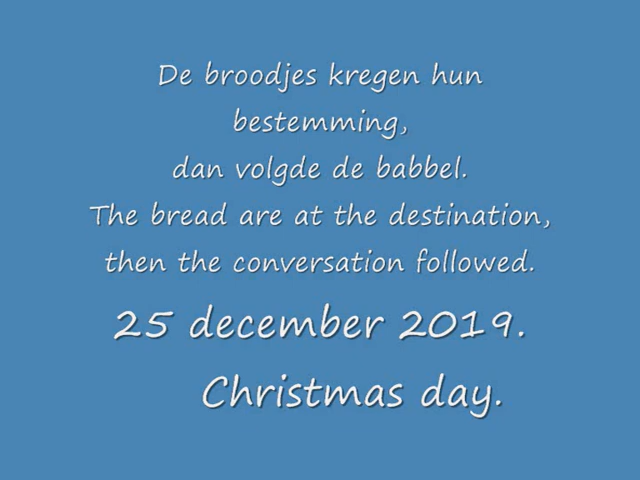 De broodjes kregen hun
bestemming,
dan volgde de babbel.
The bread are at the destination,
then the conversation followed.
25 december 2019.
Christmas day.